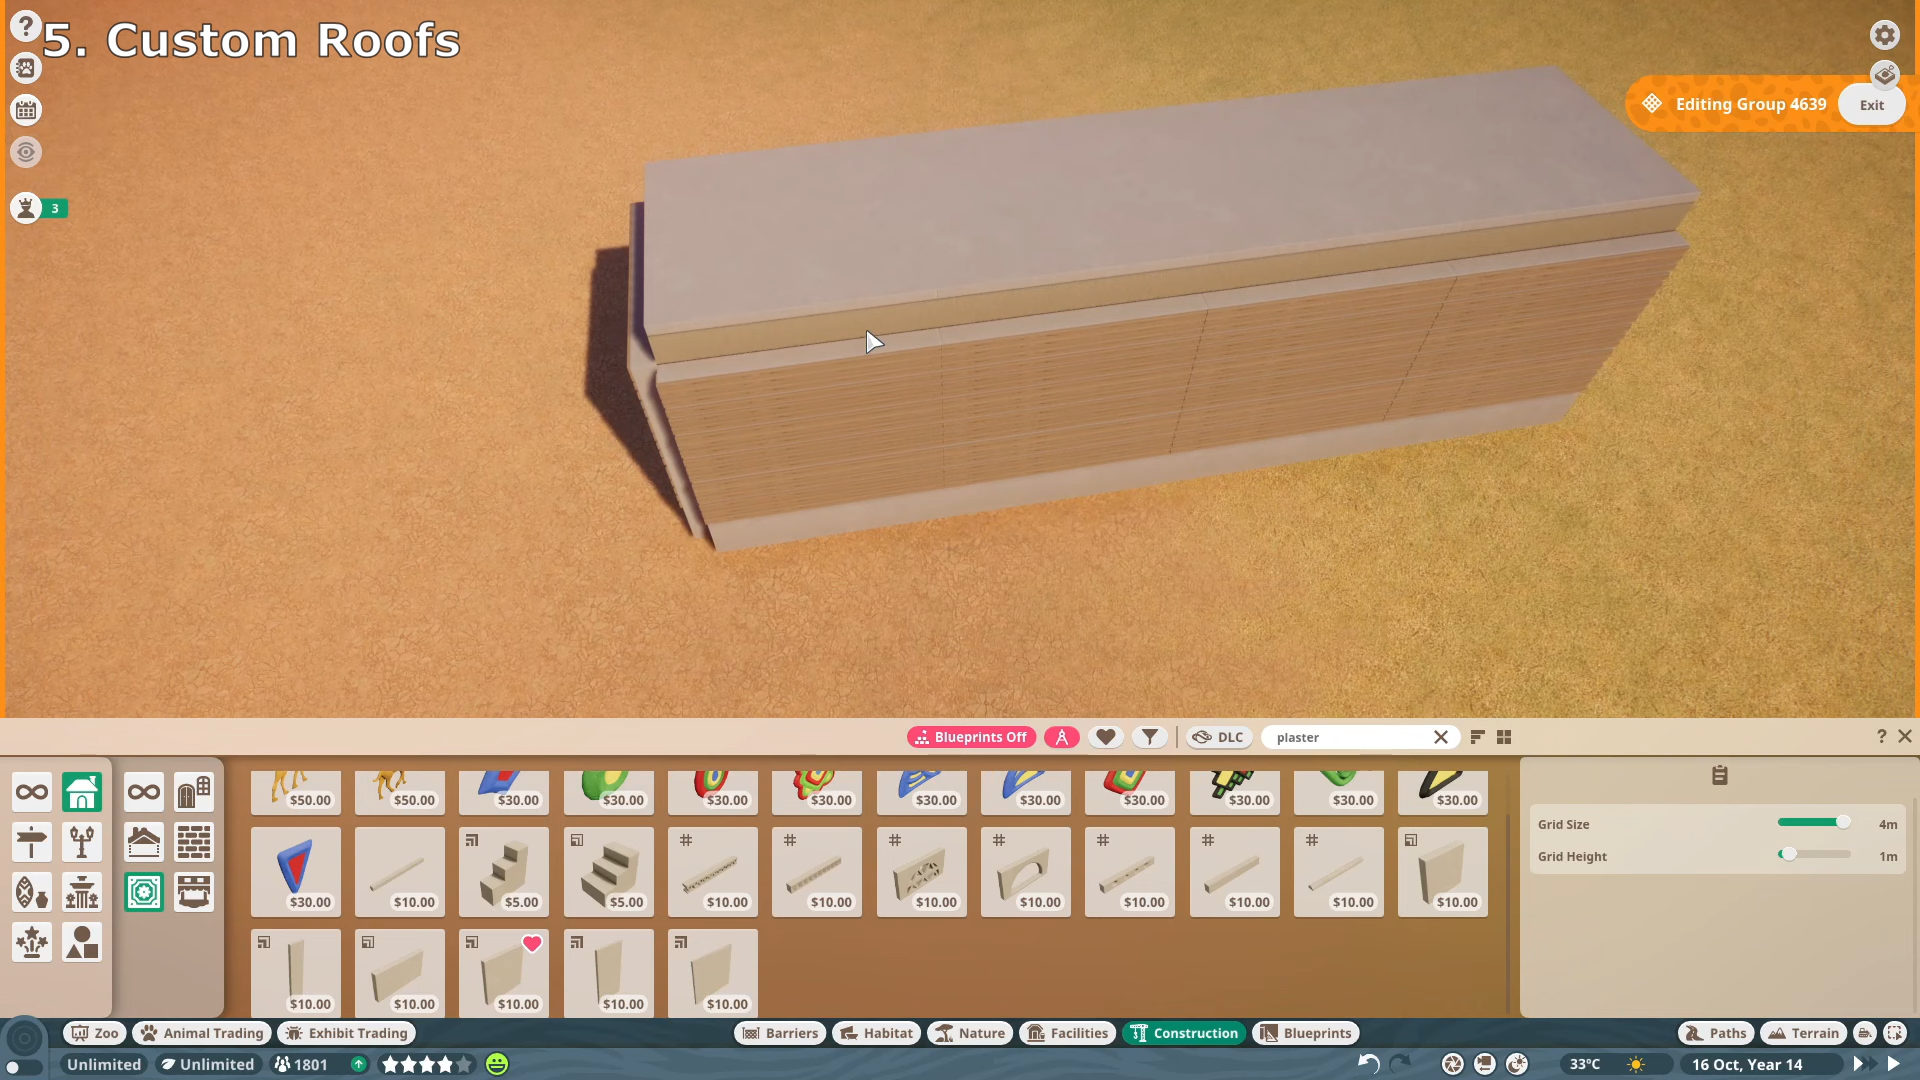 5. Custom Roofs
Editing Group 4639
Exit
3
Blueprints Off
DLC
plaster
$50.00
$50.00
$30.00
$30.00
$30.00
$30.00
$30.00
$30.00
$30.00
$30.00
$30.00
$30.00
$30.00
$10.00
$5.00
$5.00
$10.00
$10.00
$10.00
$10.00
$10.00
$10.00
$10.00
$10.00
$10.00
$10.00
$10.00
$10.00
$10.00
Grid Size
4m
Grid Height
1m
Zoo
Animal Trading
Exhibit Trading
Barriers
Habitat
Nature
Facilities
Construction
Blueprints
Paths
Terrain
Unlimited
Unlimited
1801
33°C
16 Oct, Year 14